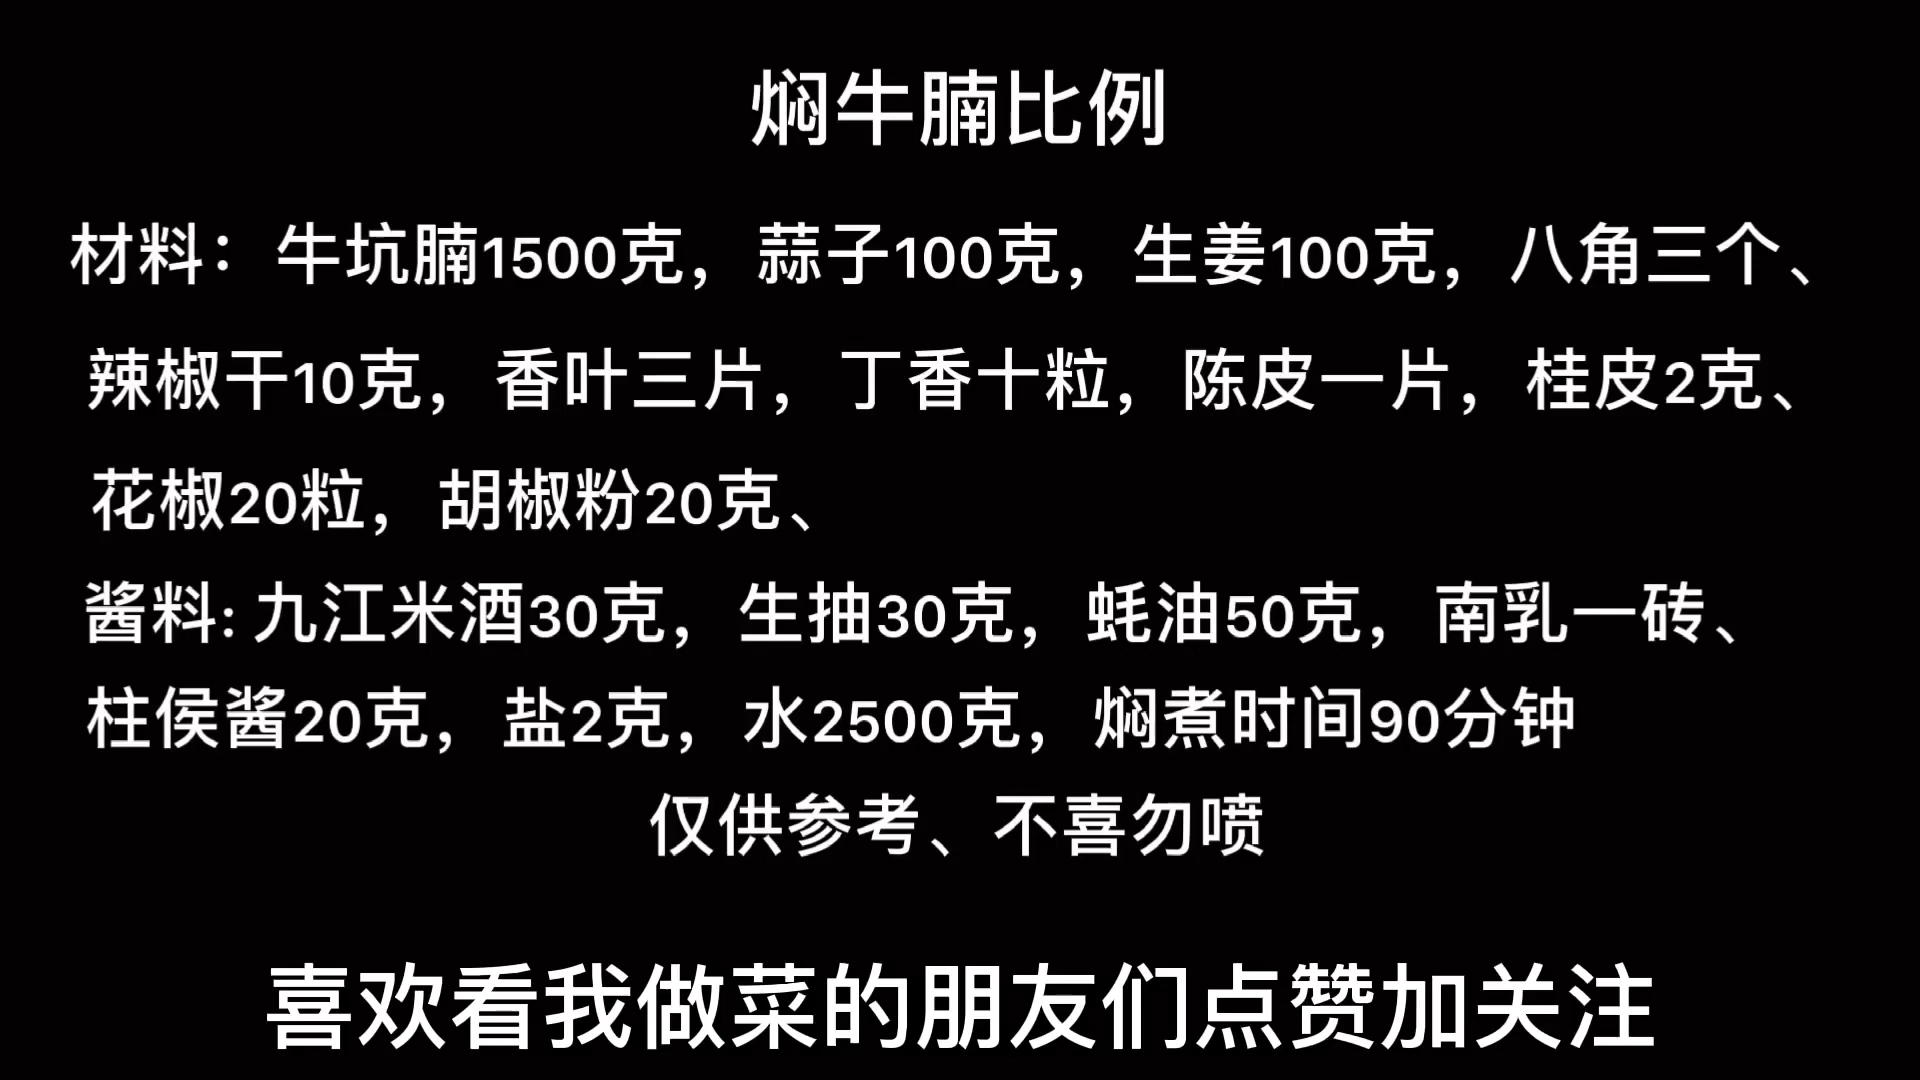 焖牛腩比例
材料：牛坑腩1500克，蒜子100克，生姜100克，八角三个、
辣椒干10克，香叶三片，丁香十粒，陈皮一片，桂皮2克、
花椒20粒，胡椒粉20克、
酱料: 九江米酒30克，生抽30克，蚝油50克，南乳一砖、
柱侯酱20克，盐2克，水2500克，焖煮时间90分钟
仅供参考、不喜勿喷
喜欢看我做菜的朋友们点赞加关注